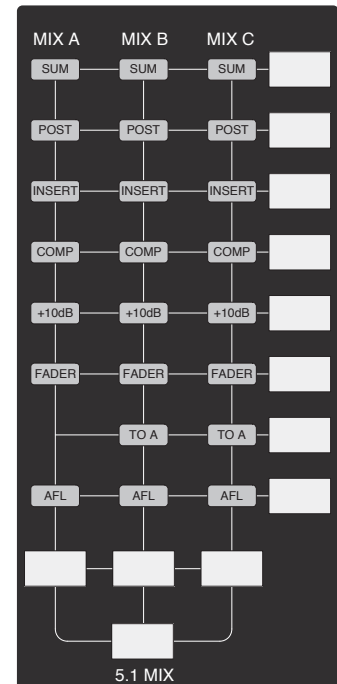 MIX A MIX B MIX C
SUM SUM SUM
POST POST POST
INSERT INSERT INSERT
COMP COMP COMP
+10dB +10dB +10dB
FADER FADER FADER
TO A TO A
AFL AFL AFL
5.1 MIX